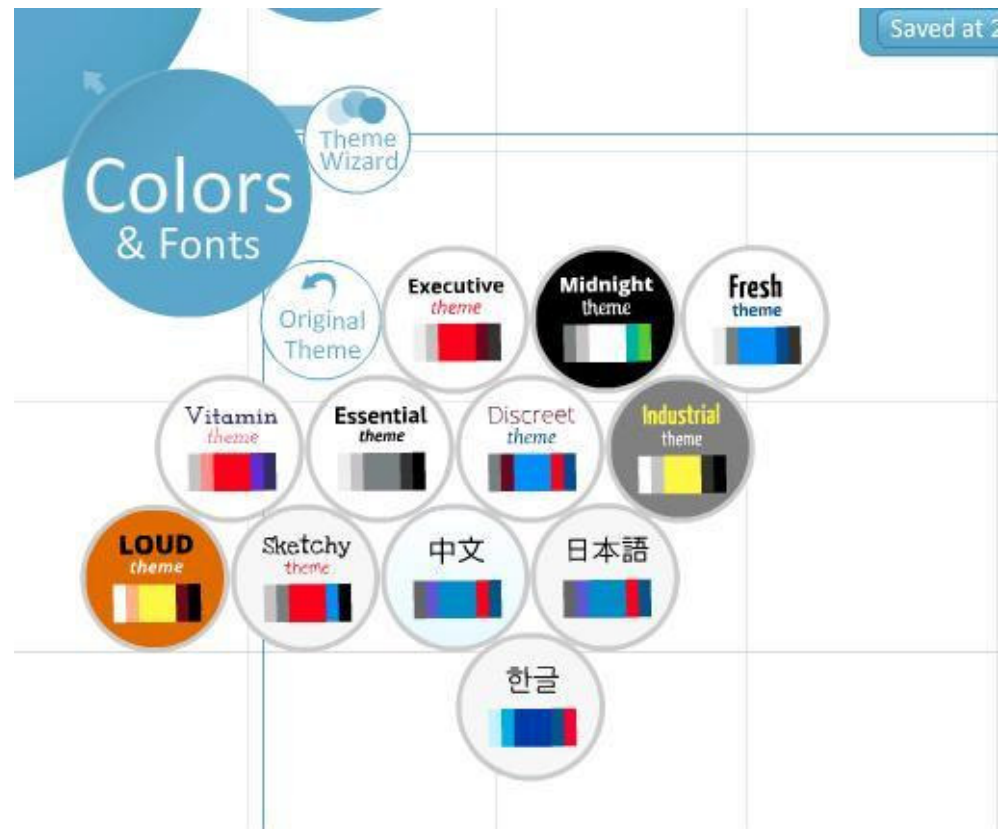 Saved at 2
Theme
Wizard
Colors
& Fonts
Original
Theme
Executive
theme
Midnight
theme
Fresh
theme
Vitamin
theme
Essential
theme
Discreet
theme
Industrial
theme
LOUD
theme
Sketchy
theme
中文
日本語
한글